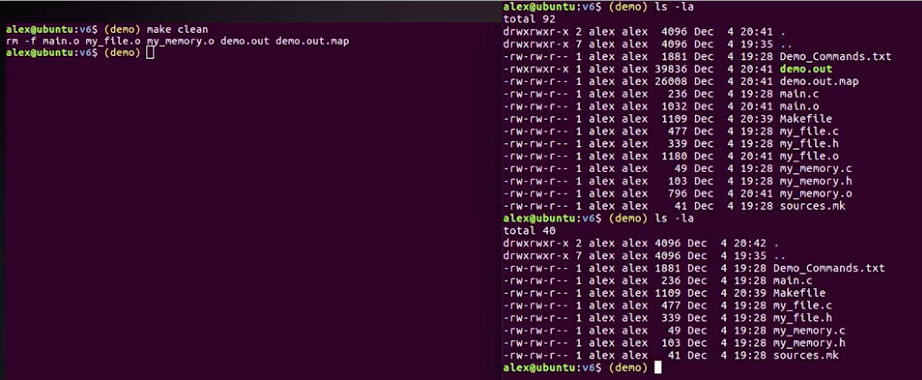 alex@ubuntu:v6$ (demo) make clean
rm -f main.o my_file.o my_memory.o demo.out demo.out.map
alex@ubuntu:v6$ (demo)
alex@ubuntu:v6$ (demo) ls -la
total 92
drwxrwxr-x 2 alex alex 4096 Dec 4 20:41 .
drwxrwxr-x 7 alex alex 4096 Dec 4 19:35 ..
-rw-rw-r-- 1 alex alex 1881 Dec 4 19:28 Demo_Commands.txt
-rwxrwxr-x 1 alex alex 39836 Dec 4 20:41 demo.out
-rw-rw-r-- 1 alex alex 26008 Dec 4 20:41 demo.out.map
-rw-rw-r-- 1 alex alex 236 Dec 4 19:28 main.c
-rw-rw-r-- 1 alex alex 1032 Dec 4 20:41 main.o
-rw-rw-r-- 1 alex alex 1109 Dec 4 20:39 Makefile
-rw-rw-r-- 1 alex alex 477 Dec 4 19:28 my_file.c
-rw-rw-r-- 1 alex alex 339 Dec 4 19:28 my_file.h
-rw-rw-r-- 1 alex alex 1180 Dec 4 20:41 my_file.o
-rw-rw-r-- 1 alex alex 49 Dec 4 19:28 my_memory.c
-rw-rw-r-- 1 alex alex 103 Dec 4 19:28 my_memory.h
-rw-rw-r-- 1 alex alex 796 Dec 4 20:41 my_memory.o
-rw-rw-r-- 1 alex alex 41 Dec 4 19:28 sources.mk
alex@ubuntu:v6$ (demo) ls -la
total 40
drwxrwxr-x 2 alex alex 4096 Dec 4 20:42 .
drwxrwxr-x 7 alex alex 4096 Dec 4 19:35 ..
-rw-rw-r-- 1 alex alex 1881 Dec 4 19:28 Demo_Commands.txt
-rw-rw-r-- 1 alex alex 236 Dec 4 19:28 main.c
-rw-rw-r-- 1 alex alex 1109 Dec 4 20:39 Makefile
-rw-rw-r-- 1 alex alex 477 Dec 4 19:28 my_file.c
-rw-rw-r-- 1 alex alex 339 Dec 4 19:28 my_file.h
-rw-rw-r-- 1 alex alex 49 Dec 4 19:28 my_memory.c
-rw-rw-r-- 1 alex alex 103 Dec 4 19:28 my_memory.h
-rw-rw-r-- 1 alex alex 41 Dec 4 19:28 sources.mk
alex@ubuntu:v6$ (demo)